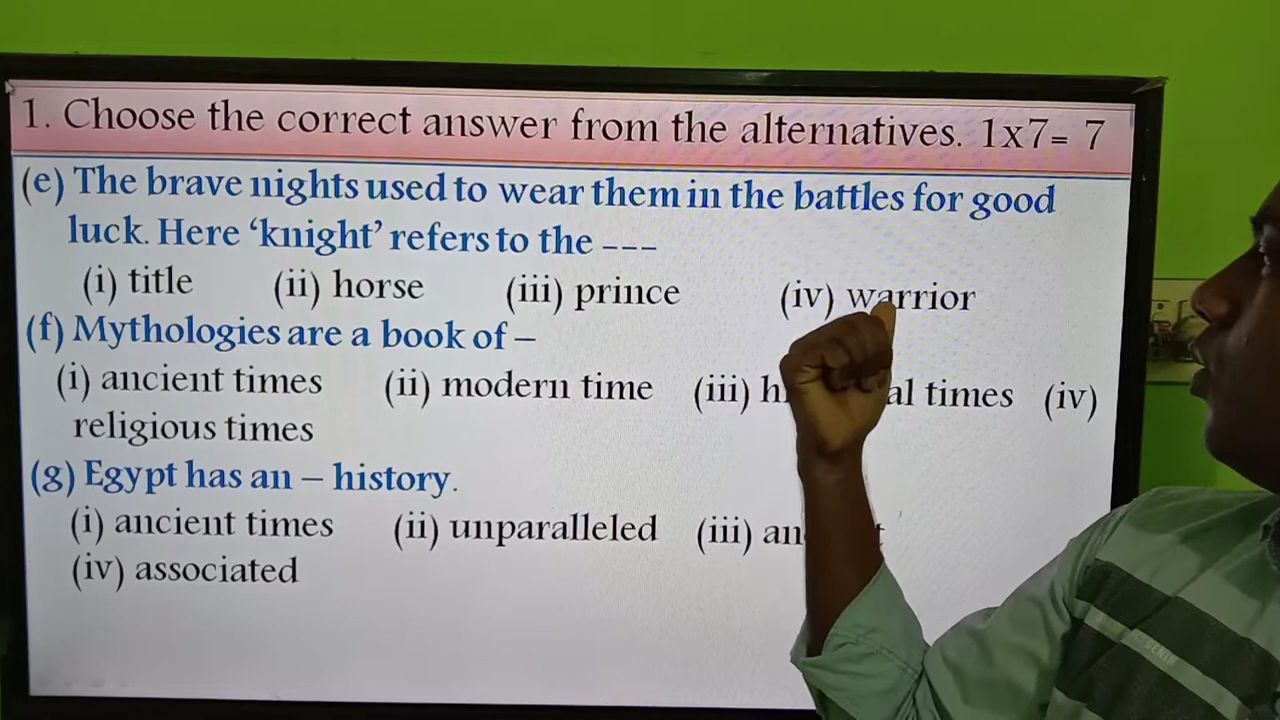 1. Choose the correct answer from the alternatives. 1x7= 7
(e) The brave nights used to wear them in the battles for good
luck. Here ‘knight’ refers to the ---
(i) title (ii) horse (iii) prince (iv) warrior
(f) Mythologies are a book of –
(i) ancient times (ii) modern time (iii) times (iv)
religious times
(g) Egypt has an – history.
(i) ancient times (ii) unparalleled (iii)
(iv) associated